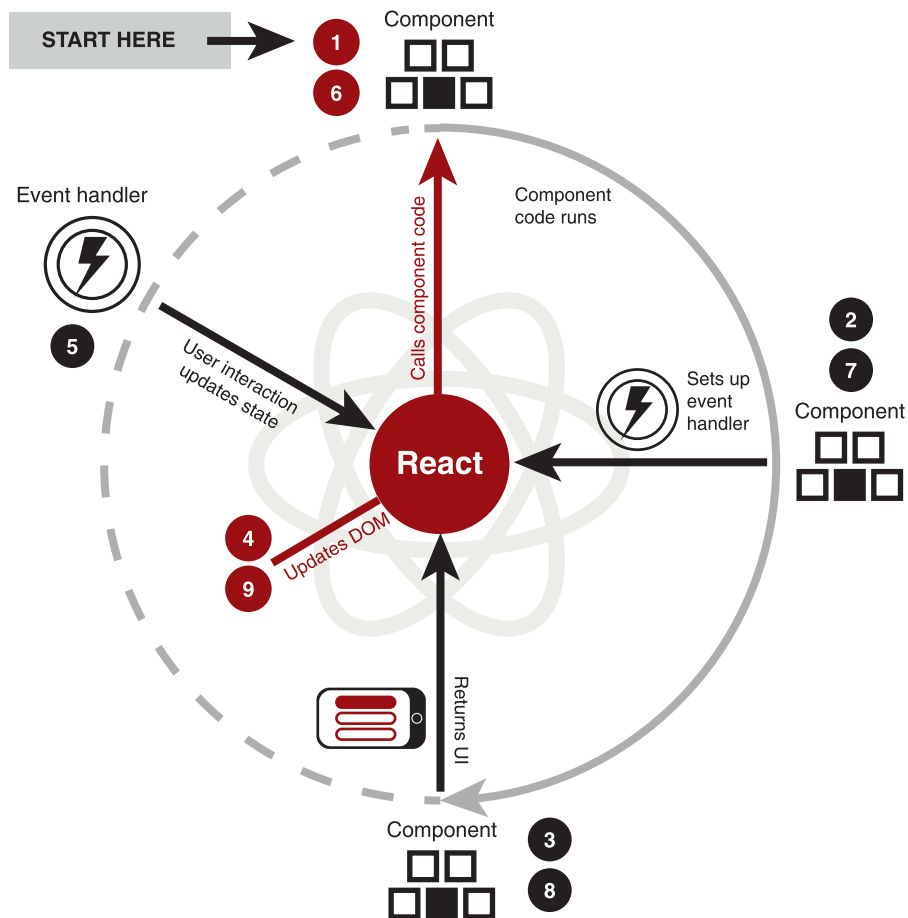 START HERE
1
6
Component
Event handler
5
Component
code runs
Calls component code
User interaction
updates state
2
7
Sets up
event
handler
Component
React
4
9
Updates DOM
Returns UI
Component
3
8